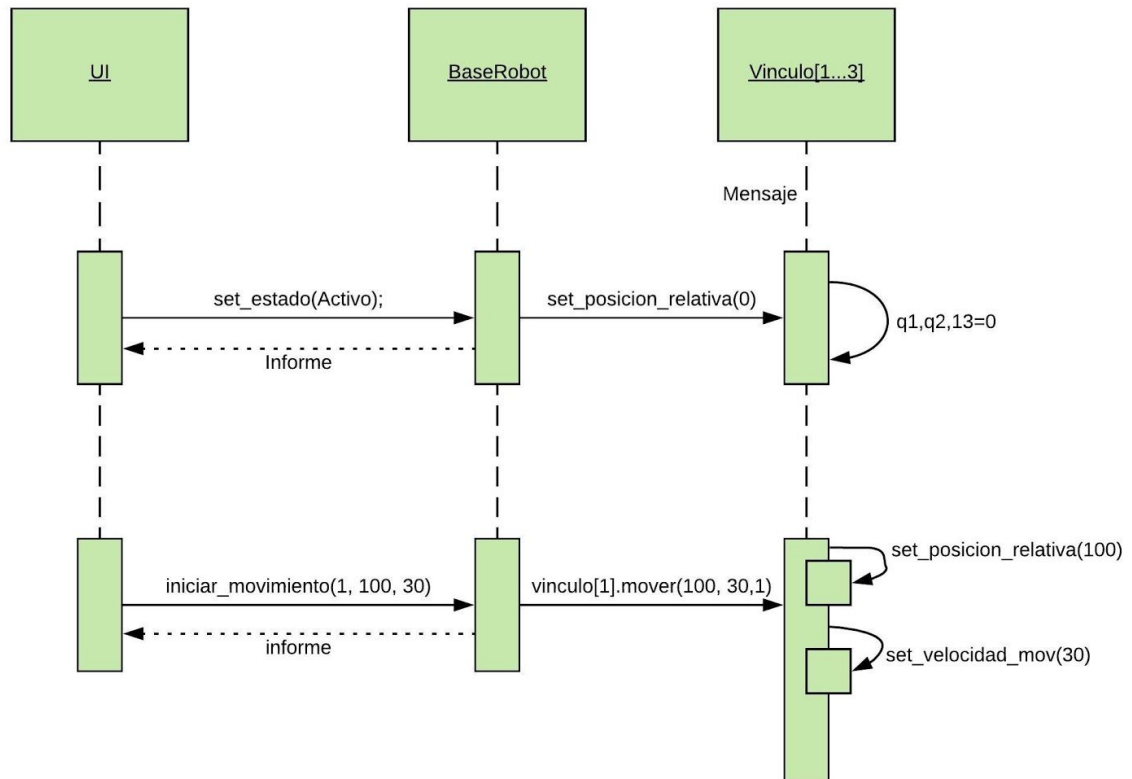 UI
BaseRobot
Vinculo[1...3]
Mensaje
set_estado(Activo);
set_posicion_relativa(0)
q1,q2,13=0
Informe
set_posicion_relativa(100)
iniciar_movimiento(1, 100, 30)
vinculo[1].mover(100, 30,1)
informe
set_velocidad_mov(30)